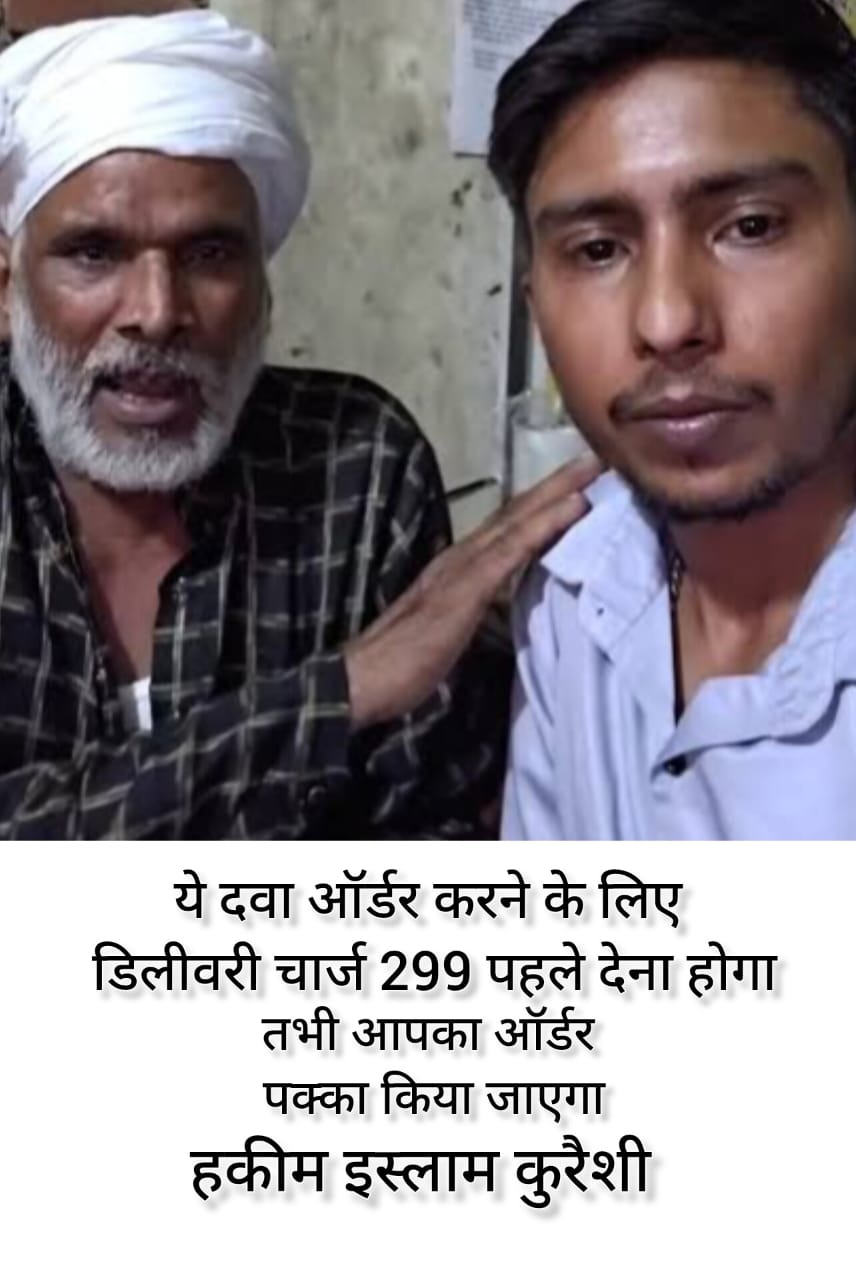 ये दवा ऑर्डर करने के लिए
डिलीवरी चार्ज 299 पहले देना होगा
तभी आपका ऑर्डर
पक्का किया जाएगा
हकीम इस्लाम कुरैशी